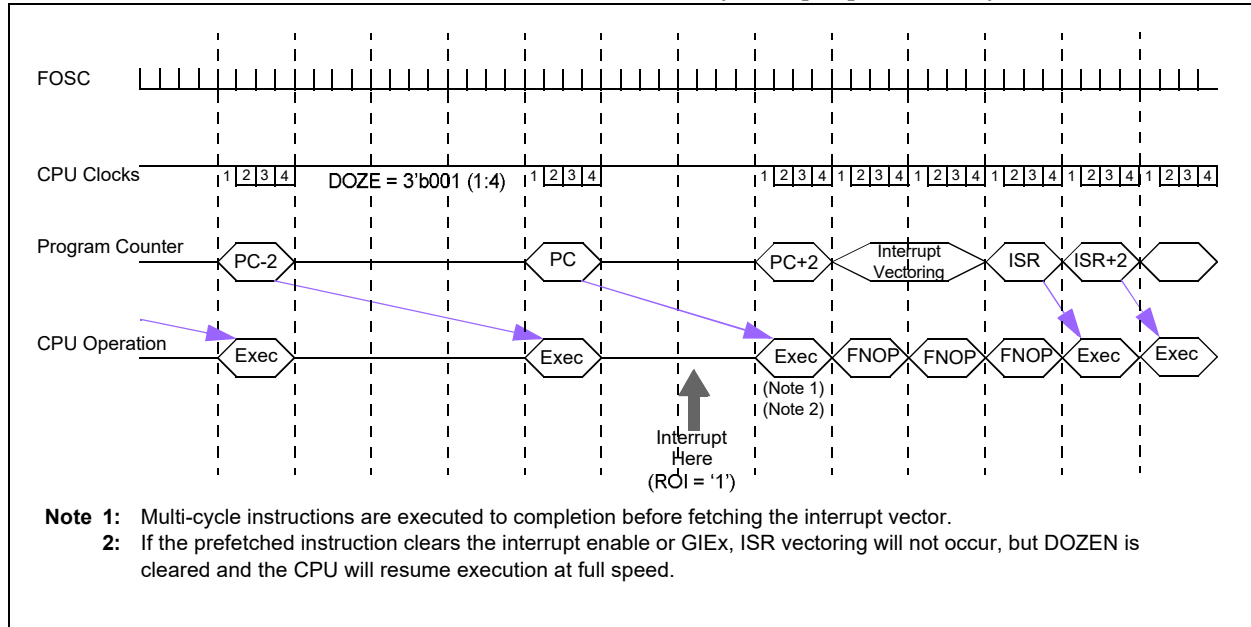 FOSC
CPU Clocks
1 2 3 4 DOZE = 3'b001 (1:4) 1 2 3 4 1 2 3 4 1 2 3 4 1 2 3 4 1 2 3 4 1 2 3 4 1 2 3 4
Program Counter
PC-2 PC PC+2 Interrupt Vectoring ISR ISR+2
CPU Operation
Exec Exec Exec FNOP FNOP FNOP Exec Exec
(Note 1)
(Note 2)
Interrupt
Here
(ROI = ‘1’)
Note 1: Multi-cycle instructions are executed to completion before fetching the interrupt vector.
2: If the prefetched instruction clears the interrupt enable or GIEx, ISR vectoring will not occur, but DOZEN is
cleared and the CPU will resume execution at full speed.